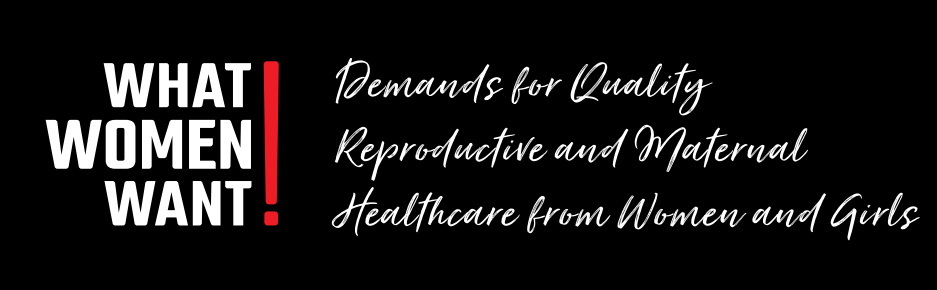 WHAT
WOMEN
WANT!
Demands for Quality
Reproductive and Maternal
Healthcare from Women and Girls